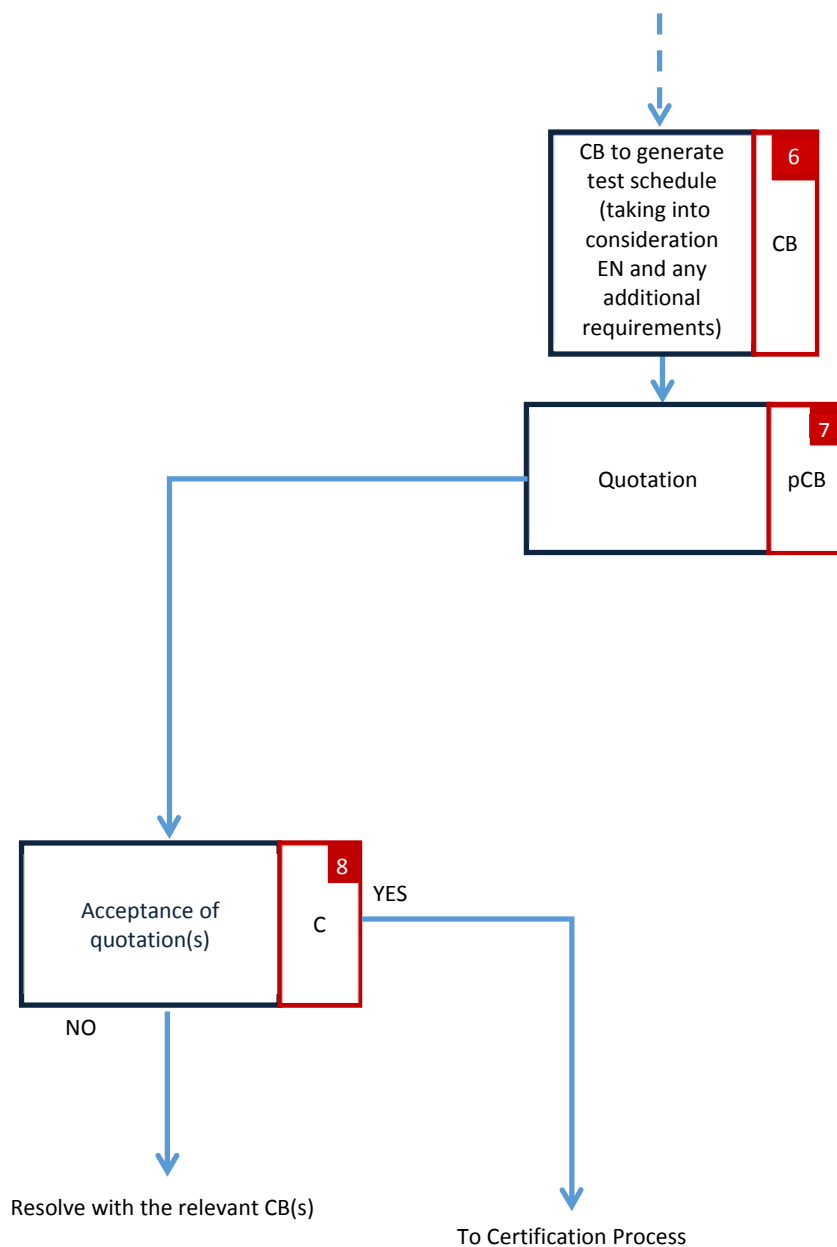 CB to generate
test schedule
(taking into
consideration
EN and any
additional
requirements)
6
CB
Quotation
7
pCB
Acceptance of
quotation(s)
8
C
YES
NO
Resolve with the relevant CB(s)
To Certification Process